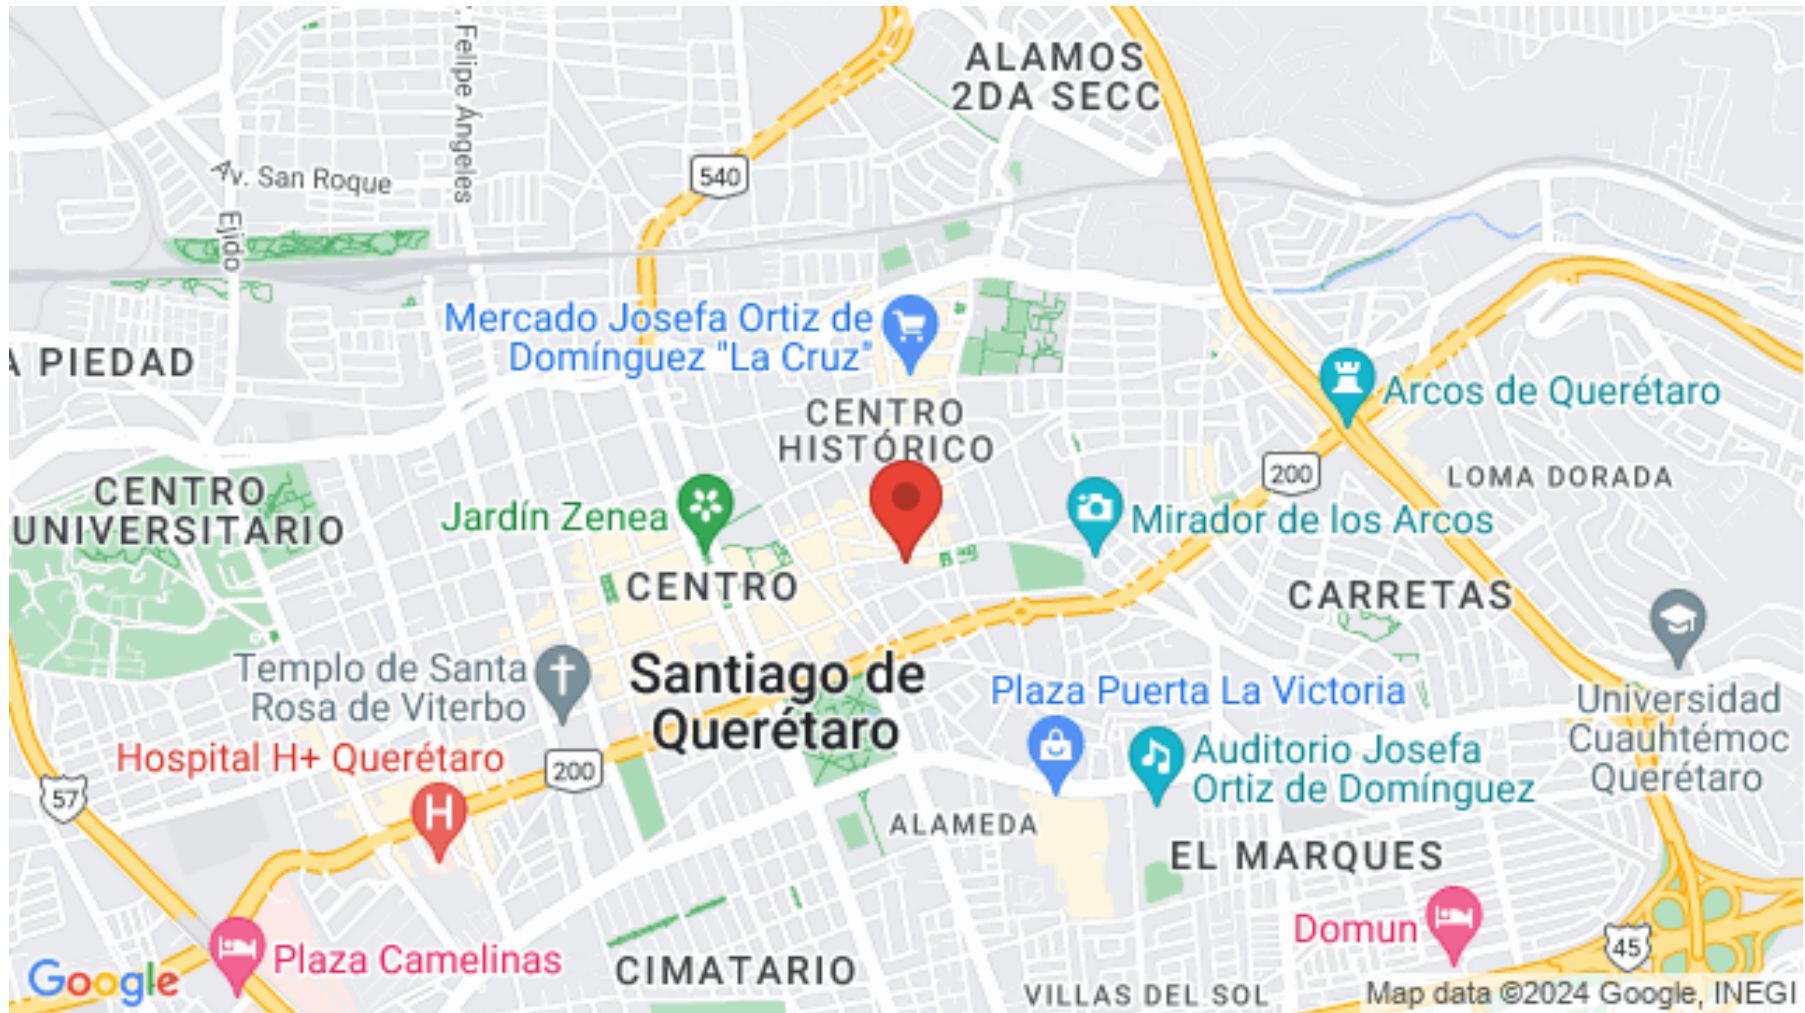 Felipe Ángeles
ALAMOS
2DA SECC
Av. San Roque
540
Ejido
Mercado Josefa Ortiz de
Domínguez "La Cruz"
A PIEDAD
Arcos de Querétaro
CENTRO
HISTÓRICO
200
LOMA DORADA
CENTRO
UNIVERSITARIO
Jardín Zenea
Mirador de los Arcos
CENTRO
CARRETAS
Templo de Santa
Rosa de Viterbo
Santiago de
Querétaro
Plaza Puerta La Victoria
Universidad
Cuauhtémoc
Querétaro
Hospital H+ Querétaro
H
200
57
Auditorio Josefa
Ortiz de Domínguez
ALAMEDA
EL MARQUES
Domun
45
Plaza Camelinas
CIMATARIO
VILLAS DEL SOL
Google
Map data ©2024 Google, INEGI